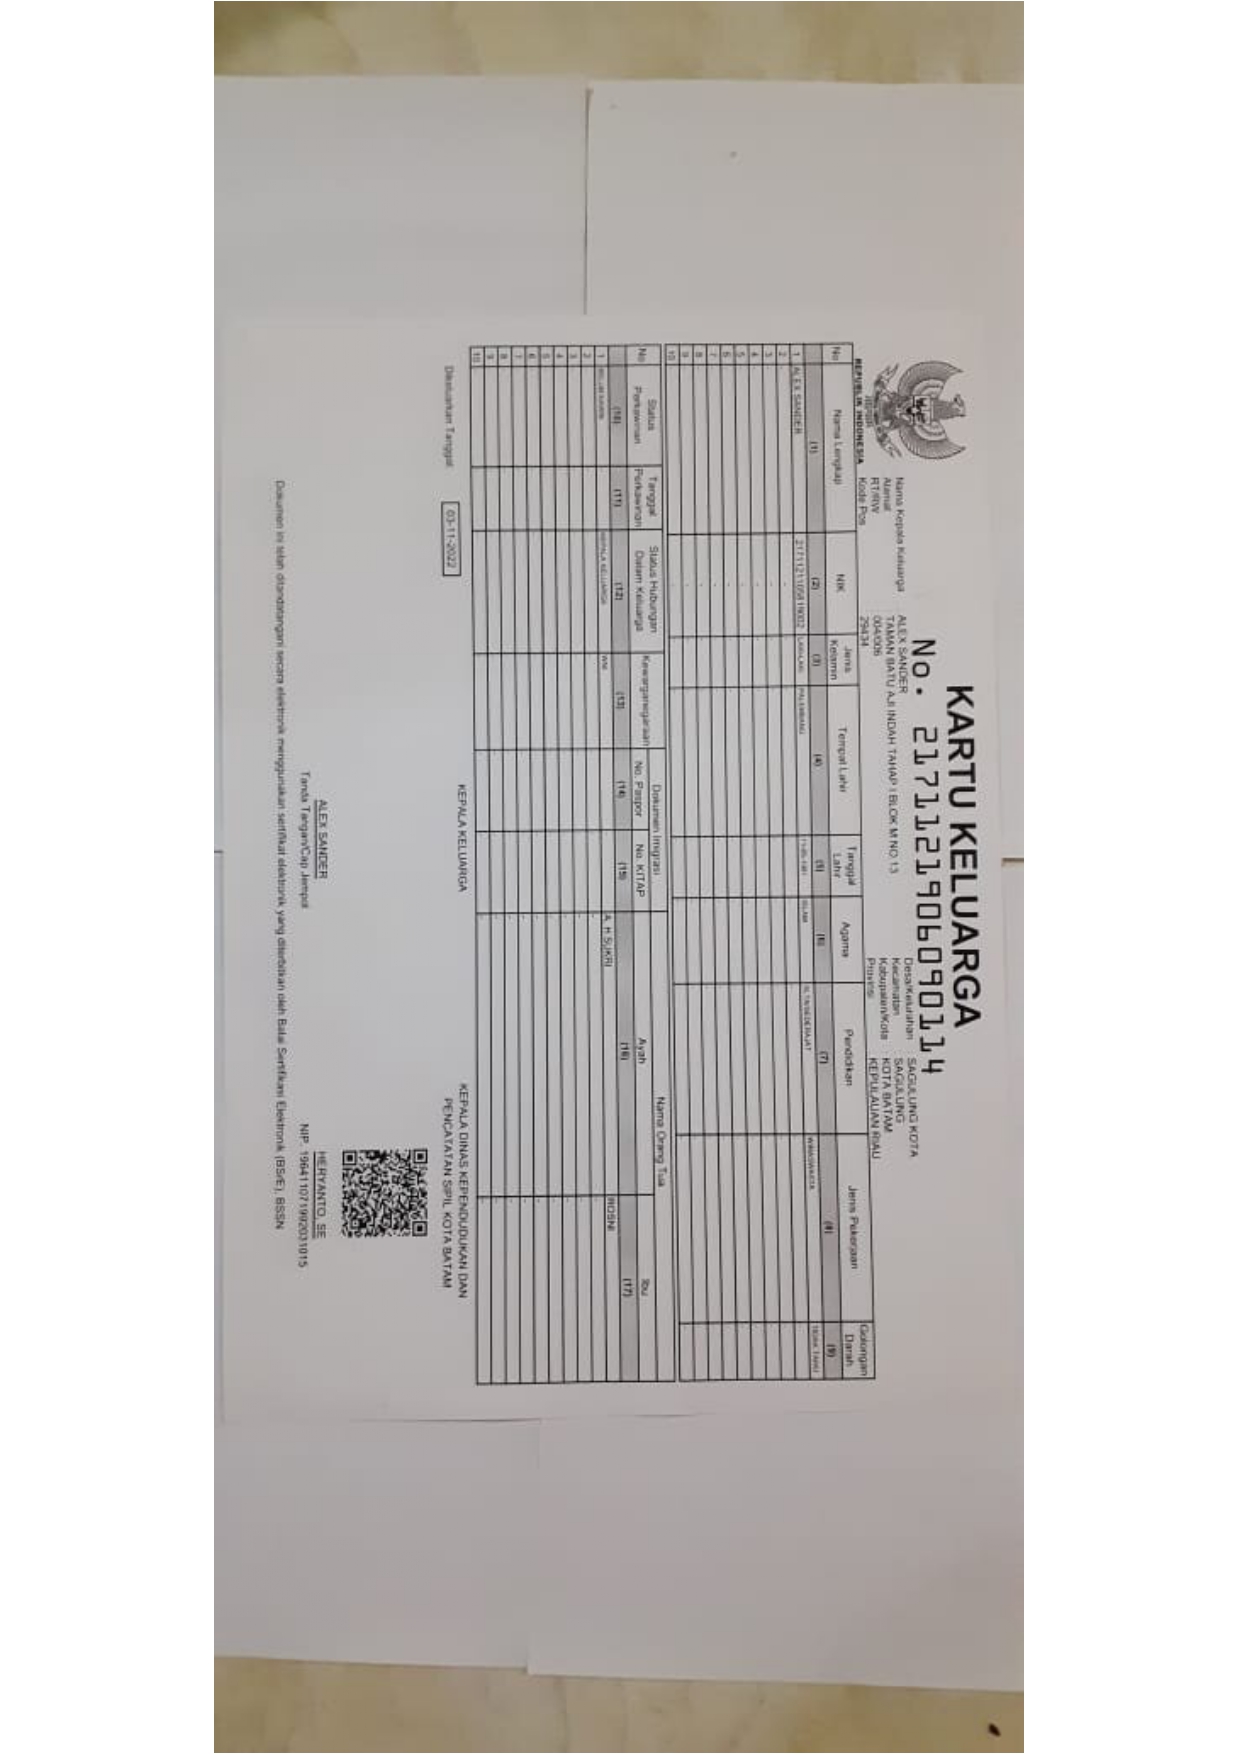 KARTU KELUARGA
No. 2171121906090114
REPUBLIK INDONESIA
Nama Kepala Keluarga : ALEX SANDER
Alamat : TAMAN BATU AJI INDAH TAHAP I BLOK M NO 13
RT/RW : 004/006
Kode Pos : 29434
Desa/Kelurahan : SAGULUNG KOTA
Kecamatan : SAGULUNG
Kabupaten/Kota : KOTA BATAM
Provinsi : KEPULAUAN RIAU
No Nama Lengkap NIK Jenis Kelamin Tempat Lahir Tanggal Lahir Agama Pendidikan Jenis Pekerjaan Golongan Darah
(1) (2) (3) (4) (5) (6) (7) (8) (9)
1 ALEX SANDER LAKI-LAKI PALEMBANG ISLAM SLTA/SEDERAJAT WIRASWASTA TIDAK TAHU
2
3
4
5
6
7
8
9
10
No Status Perkawinan Tanggal Perkawinan Status Hubungan Dalam Keluarga Kewarganegaraan Dokumen Imigrasi Nama Orang Tua
No. Paspor No. KITAP Ayah Ibu
(10) (11) (12) (13) (14) (15) (16) (17)
1 BELUM KAWIN KEPALA KELUARGA WNI A. H SUKRI ROSNI
2
3
4
5
6
7
8
9
10
Dikeluarkan Tanggal : 03-11-2022
KEPALA KELUARGA
KEPALA DINAS KEPENDUDUKAN DAN
PENCATATAN SIPIL KOTA BATAM
ALEX SANDER
Tanda Tangan/Cap Jempol
HERYANTO, SE
NIP. 196411071992031015
Dokumen ini telah ditandatangani secara elektronik menggunakan sertifikat elektronik yang diterbitkan oleh Balai Sertifikasi Elektronik (BSrE), BSSN